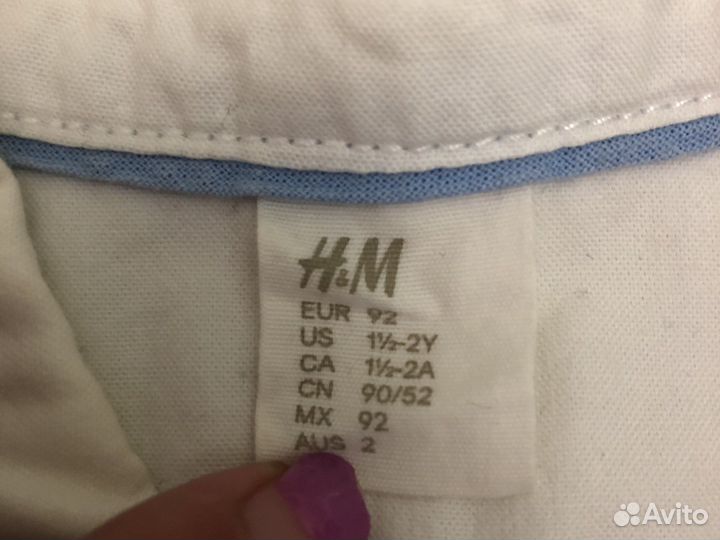 H&M
EUR 92
US 1½-2Y
CA 1½-2A
CN 90/52
MX 92
AUS 2
Avito